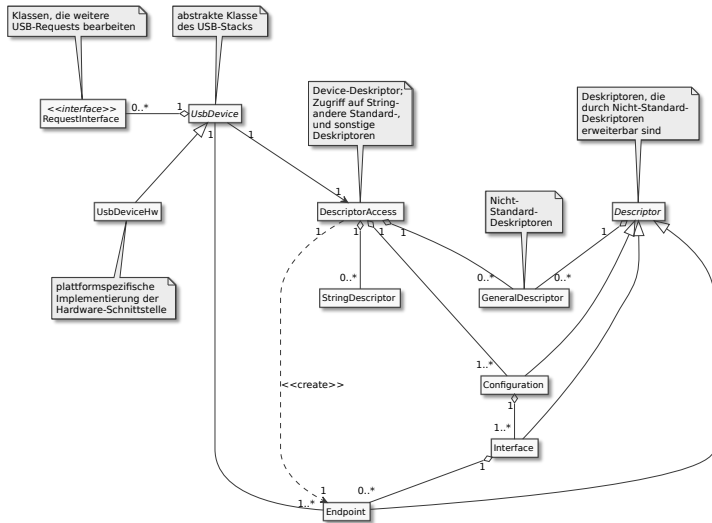 Klassen, die weitere
USB-Requests bearbeiten
abstrakte Klasse
des USB-Stacks
<<interface>>
RequestInterface
0..*
1
UsbDevice
1
1
Device-Deskriptor;
Zugriff auf String-
andere Standard-,
und sonstige
Deskriptoren
Deskriptoren, die
durch Nicht-Standard-
Deskriptoren
erweiterbar sind
UsbDeviceHw
plattformspezifische
Implementierung der
Hardware-Schnittstelle
1
DescriptorAccess
1
1
1
1
Nicht-
Standard-
Deskriptoren
Descriptor
1
0..*
StringDescriptor
0..*
0..*
GeneralDescriptor
<<create>>
1..*
Configuration
1
1..*
Interface
1
0..*
1
1..*
Endpoint